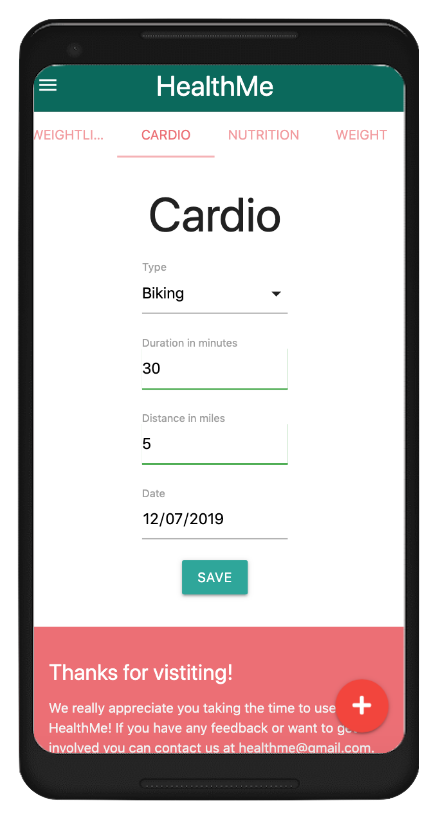 HealthMe
WEIGHTLI... CARDIO NUTRITION WEIGHT
Cardio
Type
Biking
Duration in minutes
30
Distance in miles
5
Date
12/07/2019
SAVE
Thanks for vistiting!
We really appreciate you taking the time to use
HealthMe! If you have any feedback or want to
involved you can contact us at healthme@gmail.com.